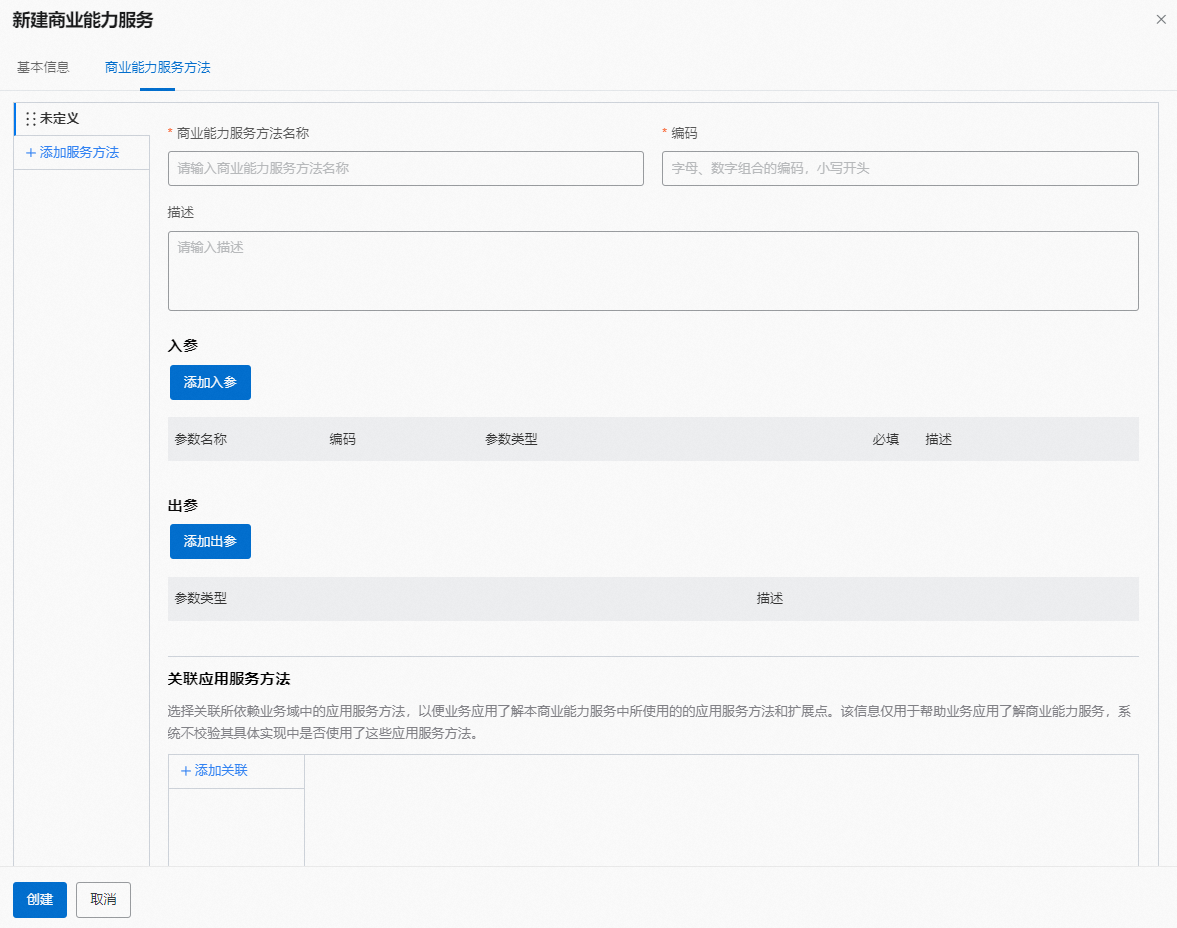 新建商业能力服务
基本信息 商业能力服务方法
未定义
+ 添加服务方法
* 商业能力服务方法名称
* 编码
请输入商业能力服务方法名称
字母、数字组合的编码，小写开头
描述
请输入描述
入参
添加入参
参数名称 编码 参数类型 必填 描述
出参
添加出参
参数类型 描述
关联应用服务方法
选择关联所依赖业务域中的应用服务方法，以便业务应用了解本商业能力服务中所使用的的应用服务方法和扩展点。该信息仅用于帮助业务应用了解商业能力服务，系
统不校验其具体实现中是否使用了这些应用服务方法。
+ 添加关联
创建 取消